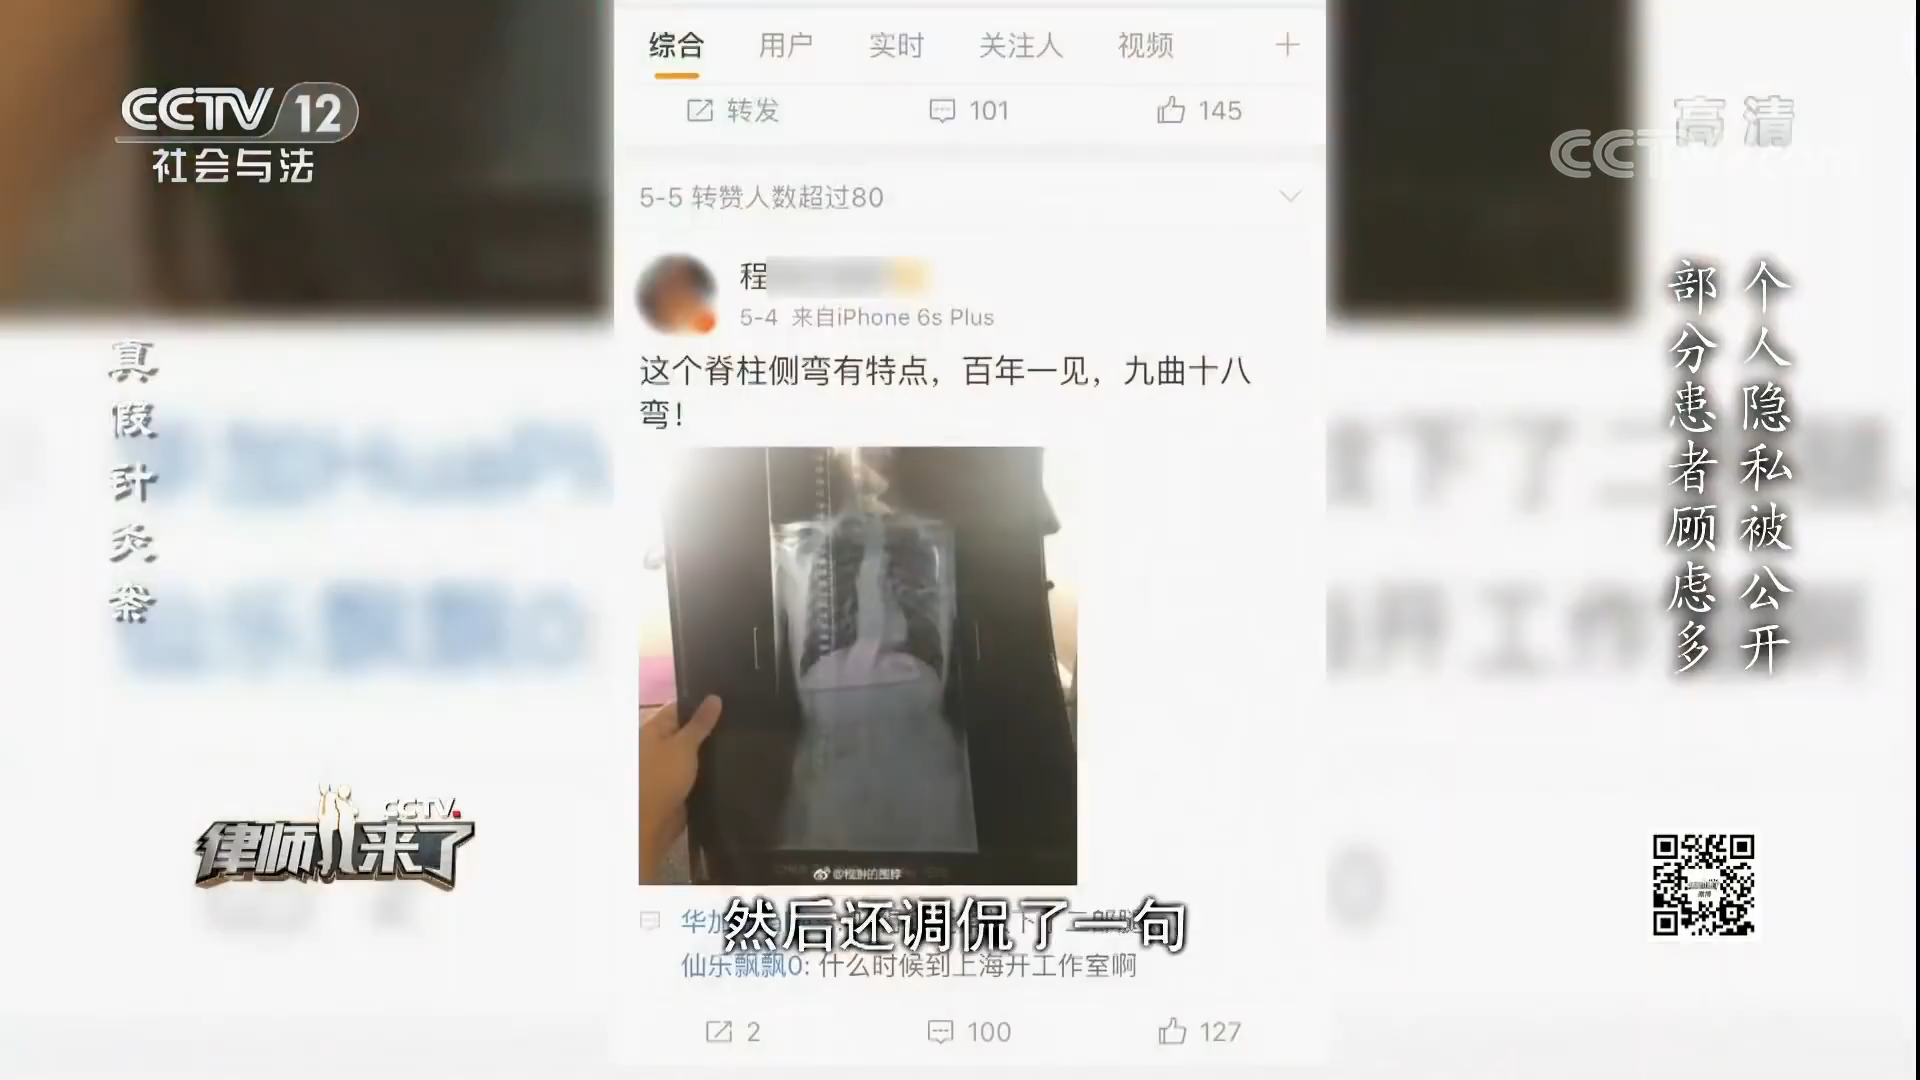 CCTV 12
社会与法
高清
真假针灸案
个人隐私被公开
部分患者顾虑多
综合 用户 实时 关注人 视频
转发 101 145
5-5 转赞人数超过80
程
5-4 来自iPhone 6s Plus
这个脊柱侧弯有特点，百年一见，九曲十八
弯！
然后还调侃了一句
仙乐飘飘0: 什么时候到上海开工作室啊
2 100 127
CCTV.
律师来了